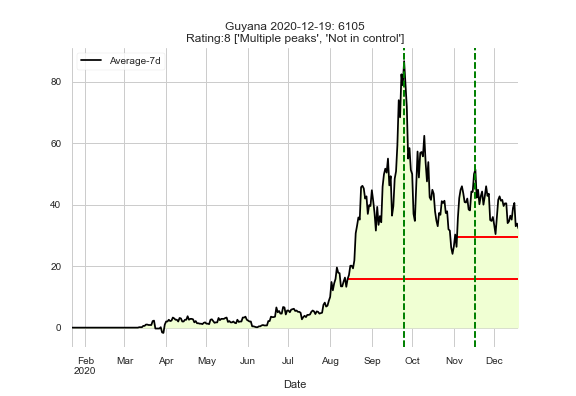 Guyana 2020-12-19: 6105
Rating:8 ['Multiple peaks', 'Not in control']
Average-7d
80
60
40
20
0
Feb Mar Apr May Jun Jul Aug Sep Oct Nov Dec
2020
Date